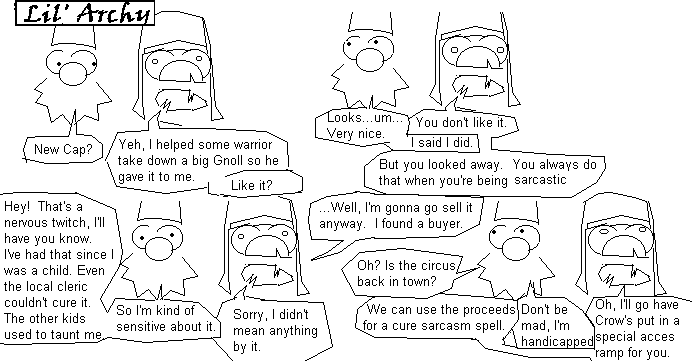 Lil' Archy
New Cap?
Yeh, I helped some warrior
take down a big Gnoll so he
gave it to me.
Like it?
Looks...um...
Very nice.
You don't like it.
I said I did.
But you looked away.  You always do
that when you're being sarcastic
Hey!  That's a
nervous twitch, I'll
have you know.
I've had that since I
was a child. Even
the local cleric
couldn't cure it.
The other kids
used to taunt me.
So I'm kind of
sensitive about it.
Sorry, I didn't
mean anything
by it.
...Well, I'm gonna go sell it
anyway.  I found a buyer.
Oh? Is the circus
back in town?
We can use the proceeds
for a cure sarcasm spell.
Don't be
mad, I'm
handicapped
Oh, I'll go have
Crow's put in a
special acces
ramp for you.